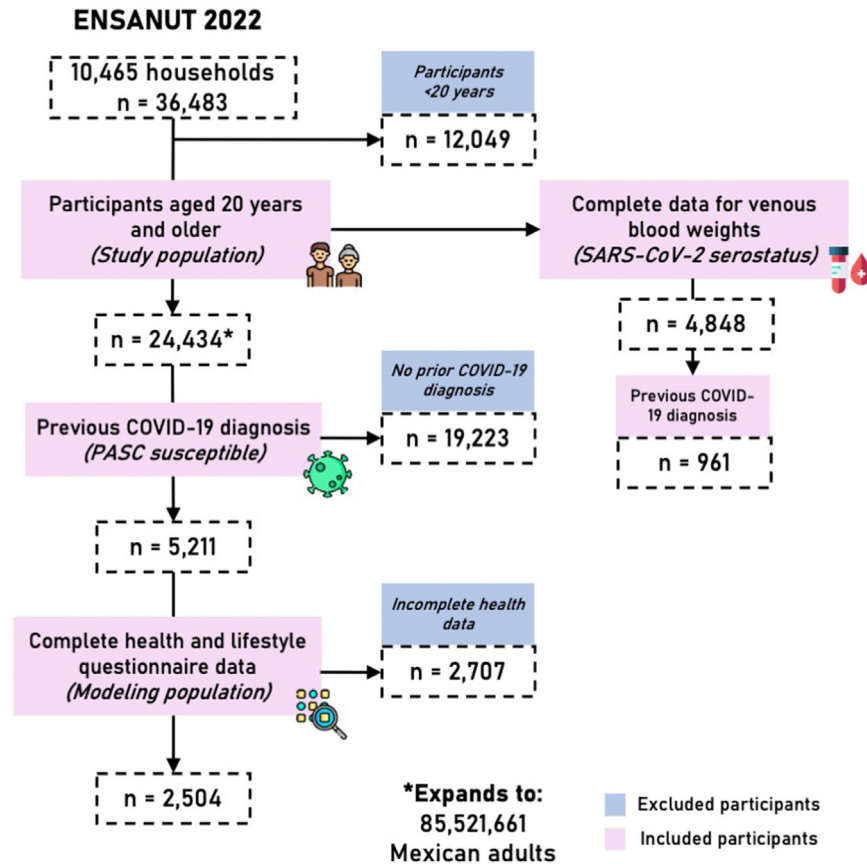 ENSANUT 2022
10,465 households
n = 36,483
Participants
<20 years
n = 12,049
Participants aged 20 years
and older
(Study population)
Complete data for venous
blood weights
(SARS-CoV-2 serostatus)
n = 24,434*
n = 4,848
No prior COVID-19
diagnosis
n = 19,223
Previous COVID-
19 diagnosis
n = 961
Previous COVID-19 diagnosis
(PASC susceptible)
n = 5,211
Incomplete health
data
n = 2,707
Complete health and lifestyle
questionnaire data
(Modeling population)
n = 2,504
*Expands to:
85,521,661
Mexican adults
Excluded participants
Included participants